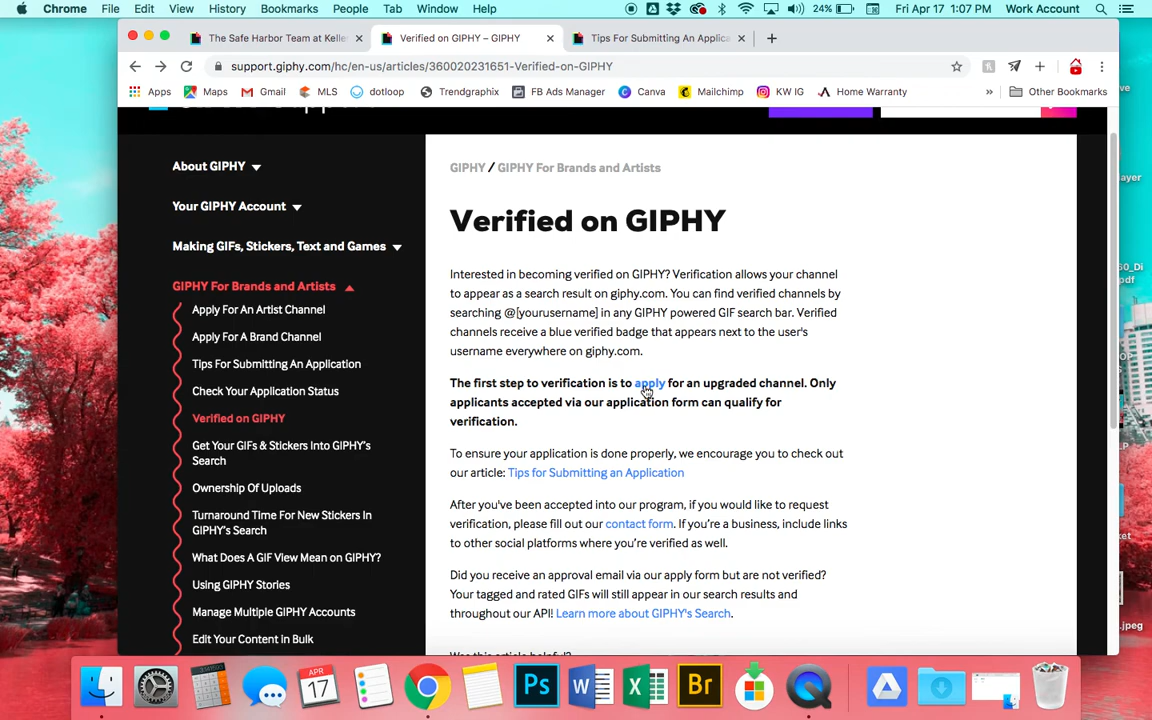 Chrome File Edit View History Bookmarks People Tab Window Help 24% Fri Apr 17 1:07 PM Work Account
The Safe Harbor Team at Kelle Verified on GIPHY – GIPHY Tips For Submitting An Applica
support.giphy.com/hc/en-us/articles/360020231651-Verified-on-GIPHY
Apps Maps Gmail MLS dotloop Trendgraphix FB Ads Manager Canva Mailchimp KW IG Home Warranty » Other Bookmarks
About GIPHY
Your GIPHY Account
Making GIFs, Stickers, Text and Games
GIPHY For Brands and Artists
Apply For An Artist Channel
Apply For A Brand Channel
Tips For Submitting An Application
Check Your Application Status
Verified on GIPHY
Get Your GIFs & Stickers Into GIPHY's
Search
Ownership Of Uploads
Turnaround Time For New Stickers In
GIPHY's Search
What Does A GIF View Mean on GIPHY?
Using GIPHY Stories
Manage Multiple GIPHY Accounts
Edit Your Content in Bulk
GIPHY / GIPHY For Brands and Artists
Verified on GIPHY
Interested in becoming verified on GIPHY? Verification allows your channel
to appear as a search result on giphy.com. You can find verified channels by
searching @[yourusername] in any GIPHY powered GIF search bar. Verified
channels receive a blue verified badge that appears next to the user's
username everywhere on giphy.com.
The first step to verification is to apply for an upgraded channel. Only
applicants accepted via our application form can qualify for
verification.
To ensure your application is done properly, we encourage you to check out
our article: Tips for Submitting an Application
After you've been accepted into our program, if you would like to request
verification, please fill out our contact form. If you're a business, include links
to other social platforms where you're verified as well.
Did you receive an approval email via our apply form but are not verified?
Your tagged and rated GIFs will still appear in our search results and
throughout our API! Learn more about GIPHY's Search.
Was this article helpful?
APR
17
Ps
Br
.jpeg